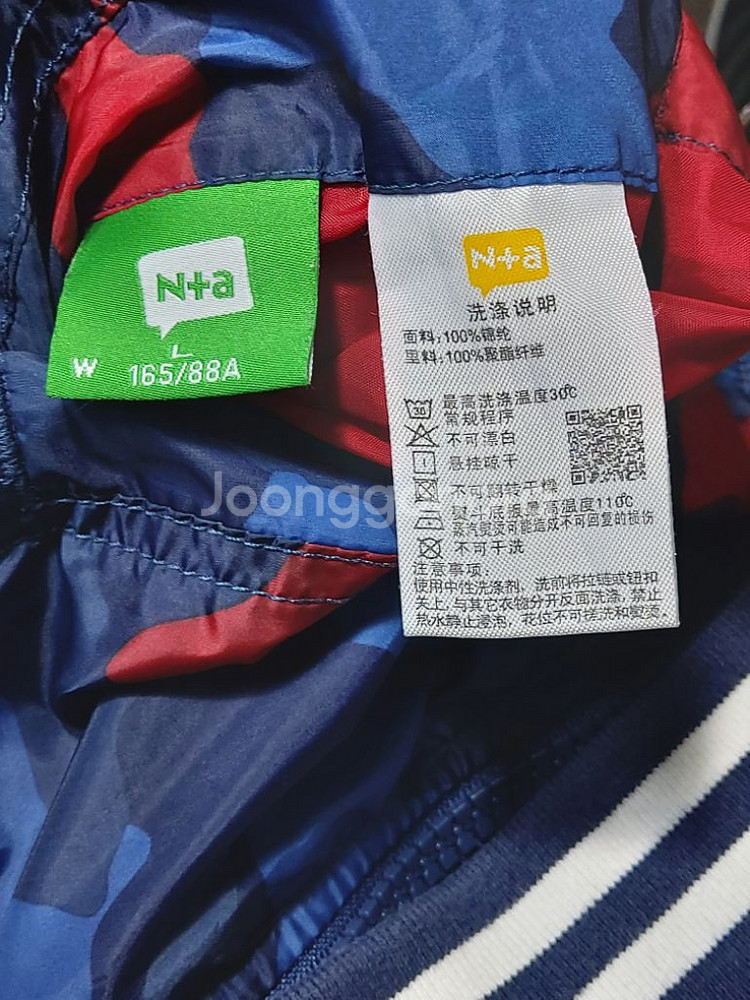 N+a
L
W 165/88A
N+a
洗涤说明
面料:100%锦纶
里料:100%聚酯纤维
最高洗涤温度30℃
常规程序
不可漂白
悬挂晾干
不可翻转干燥
熨斗底板最高温度110℃
蒸汽熨烫可能造成不可回复的损伤
不可干洗
注意事项:
使用中性洗涤剂、洗前将拉链或钮扣
关上,与其它衣物分开反面洗涤,禁止
热水静止浸泡,花位不可搓洗和熨烫。
Joongg